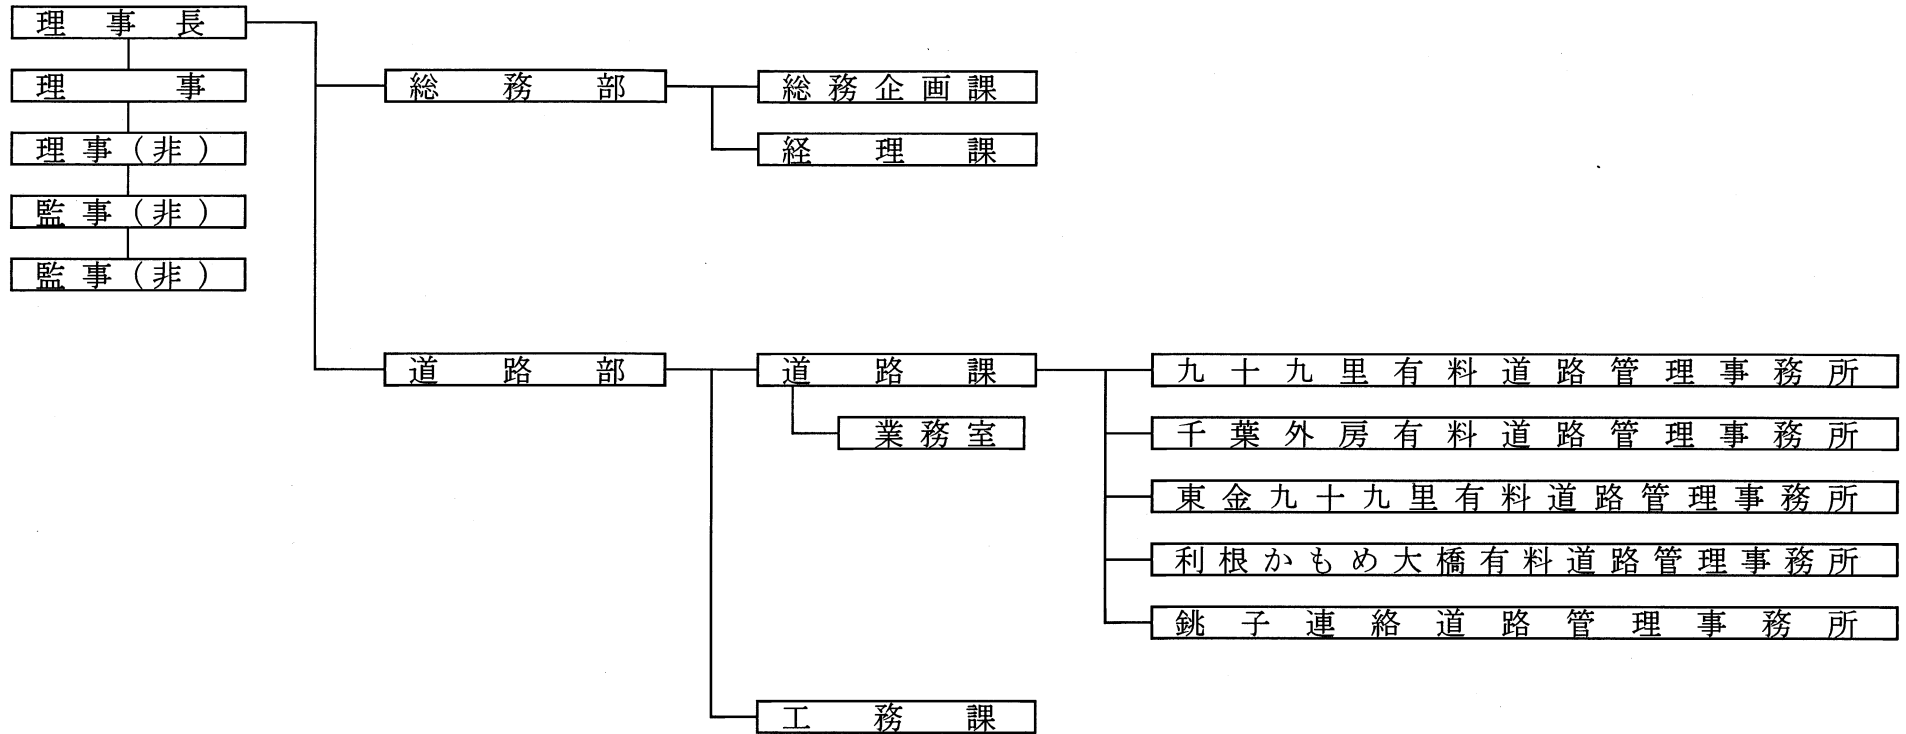 理事長
理事
理事(非)
監事(非)
監事(非)
総務部
総務企画課
経理課
道路部
道路課
業務室
工務課
九十九里有料道路管理事務所
千葉外房有料道路管理事務所
東金九十九里有料道路管理事務所
利根かもめ大橋有料道路管理事務所
銚子連絡道路管理事務所